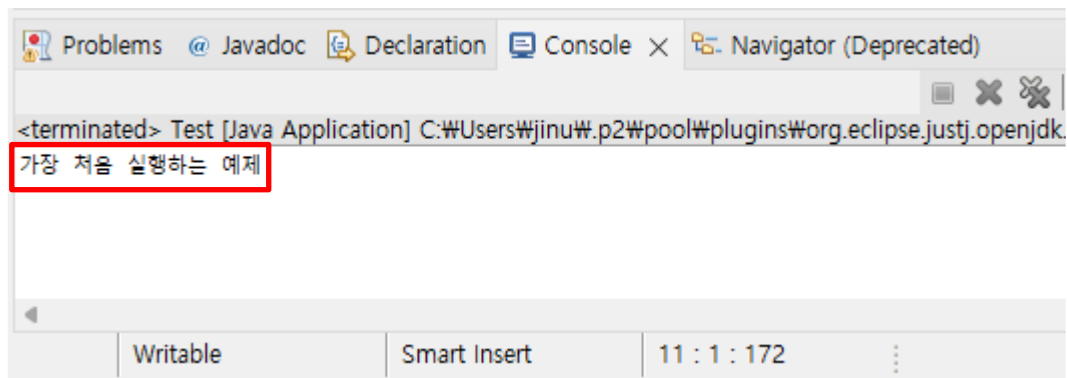 Problems @ Javadoc Declaration Console Navigator (Deprecated)
<terminated> Test [Java Application] C:₩Users₩jinu₩.p2₩pool₩plugins₩org.eclipse.justj.openjdk.
가장 처음 실행하는 예제
Writable Smart Insert 11 : 1 : 172